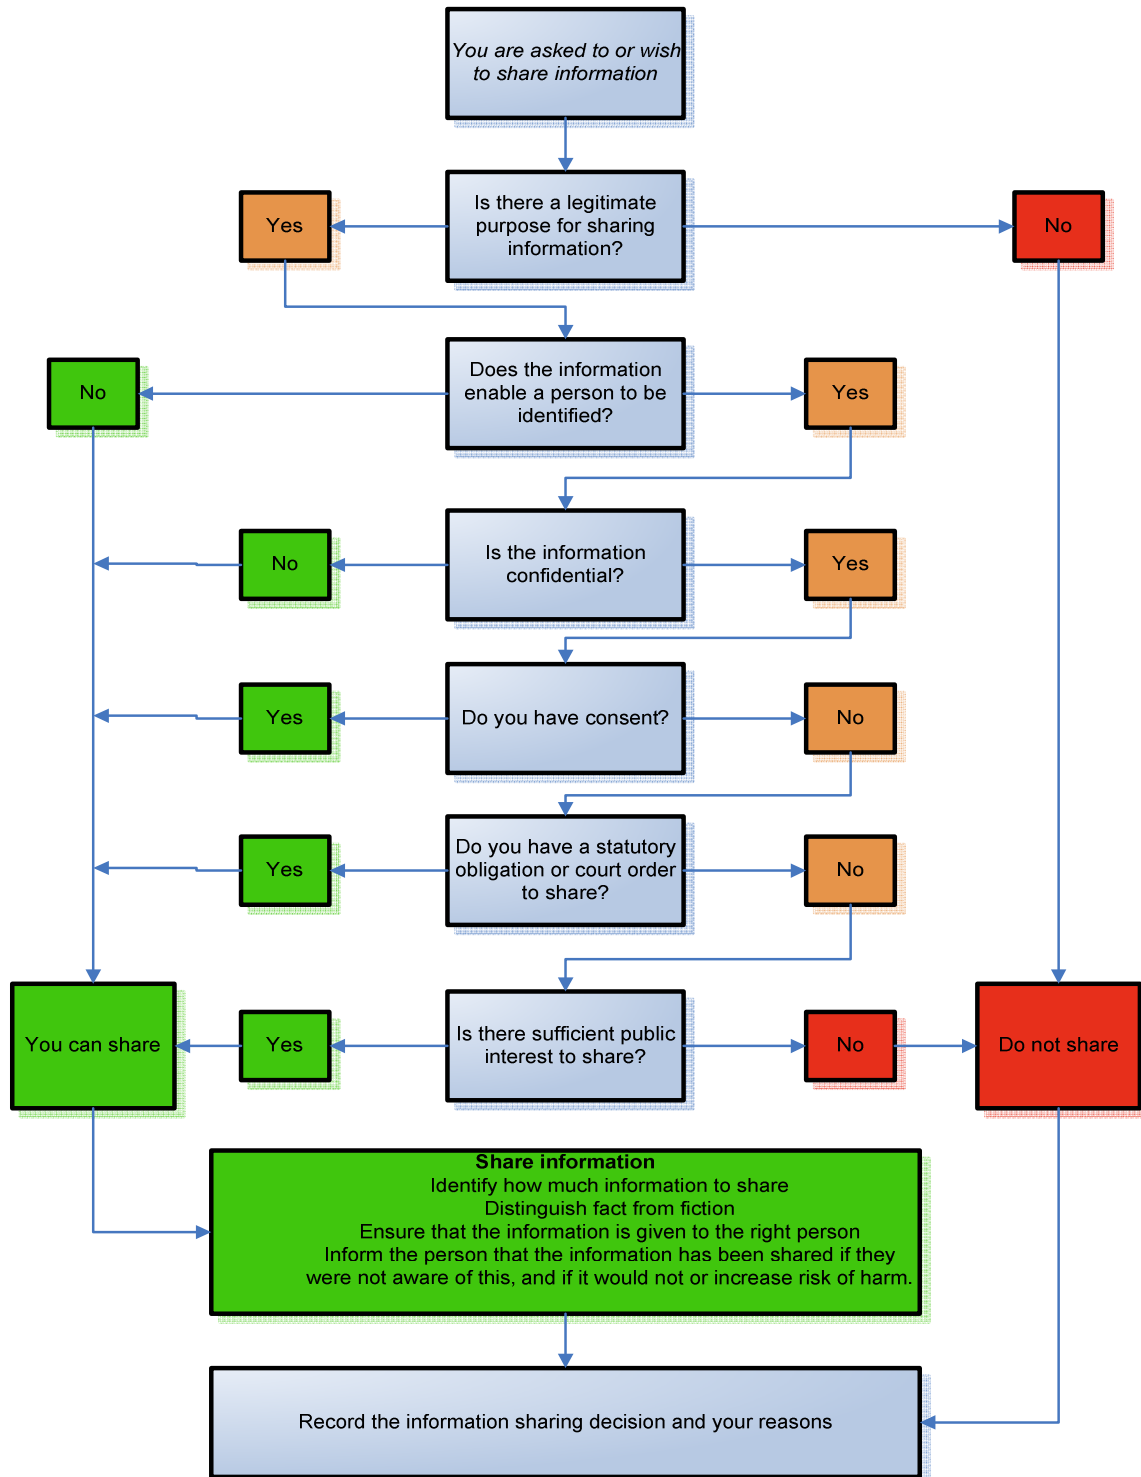 You are asked to or wish
to share information
Is there a legitimate
purpose for sharing
information?
Yes
No
Does the information
enable a person to be
identified?
No
Yes
Is the information
confidential?
No
Yes
Do you have consent?
Yes
No
Do you have a statutory
obligation or court order
to share?
Yes
No
You can share
Yes
Is there sufficient public
interest to share?
No
Do not share
Share information
Identify how much information to share
Distinguish fact from fiction
Ensure that the information is given to the right person
Inform the person that the information has been shared if they
were not aware of this, and if it would not or increase risk of harm.
Record the information sharing decision and your reasons